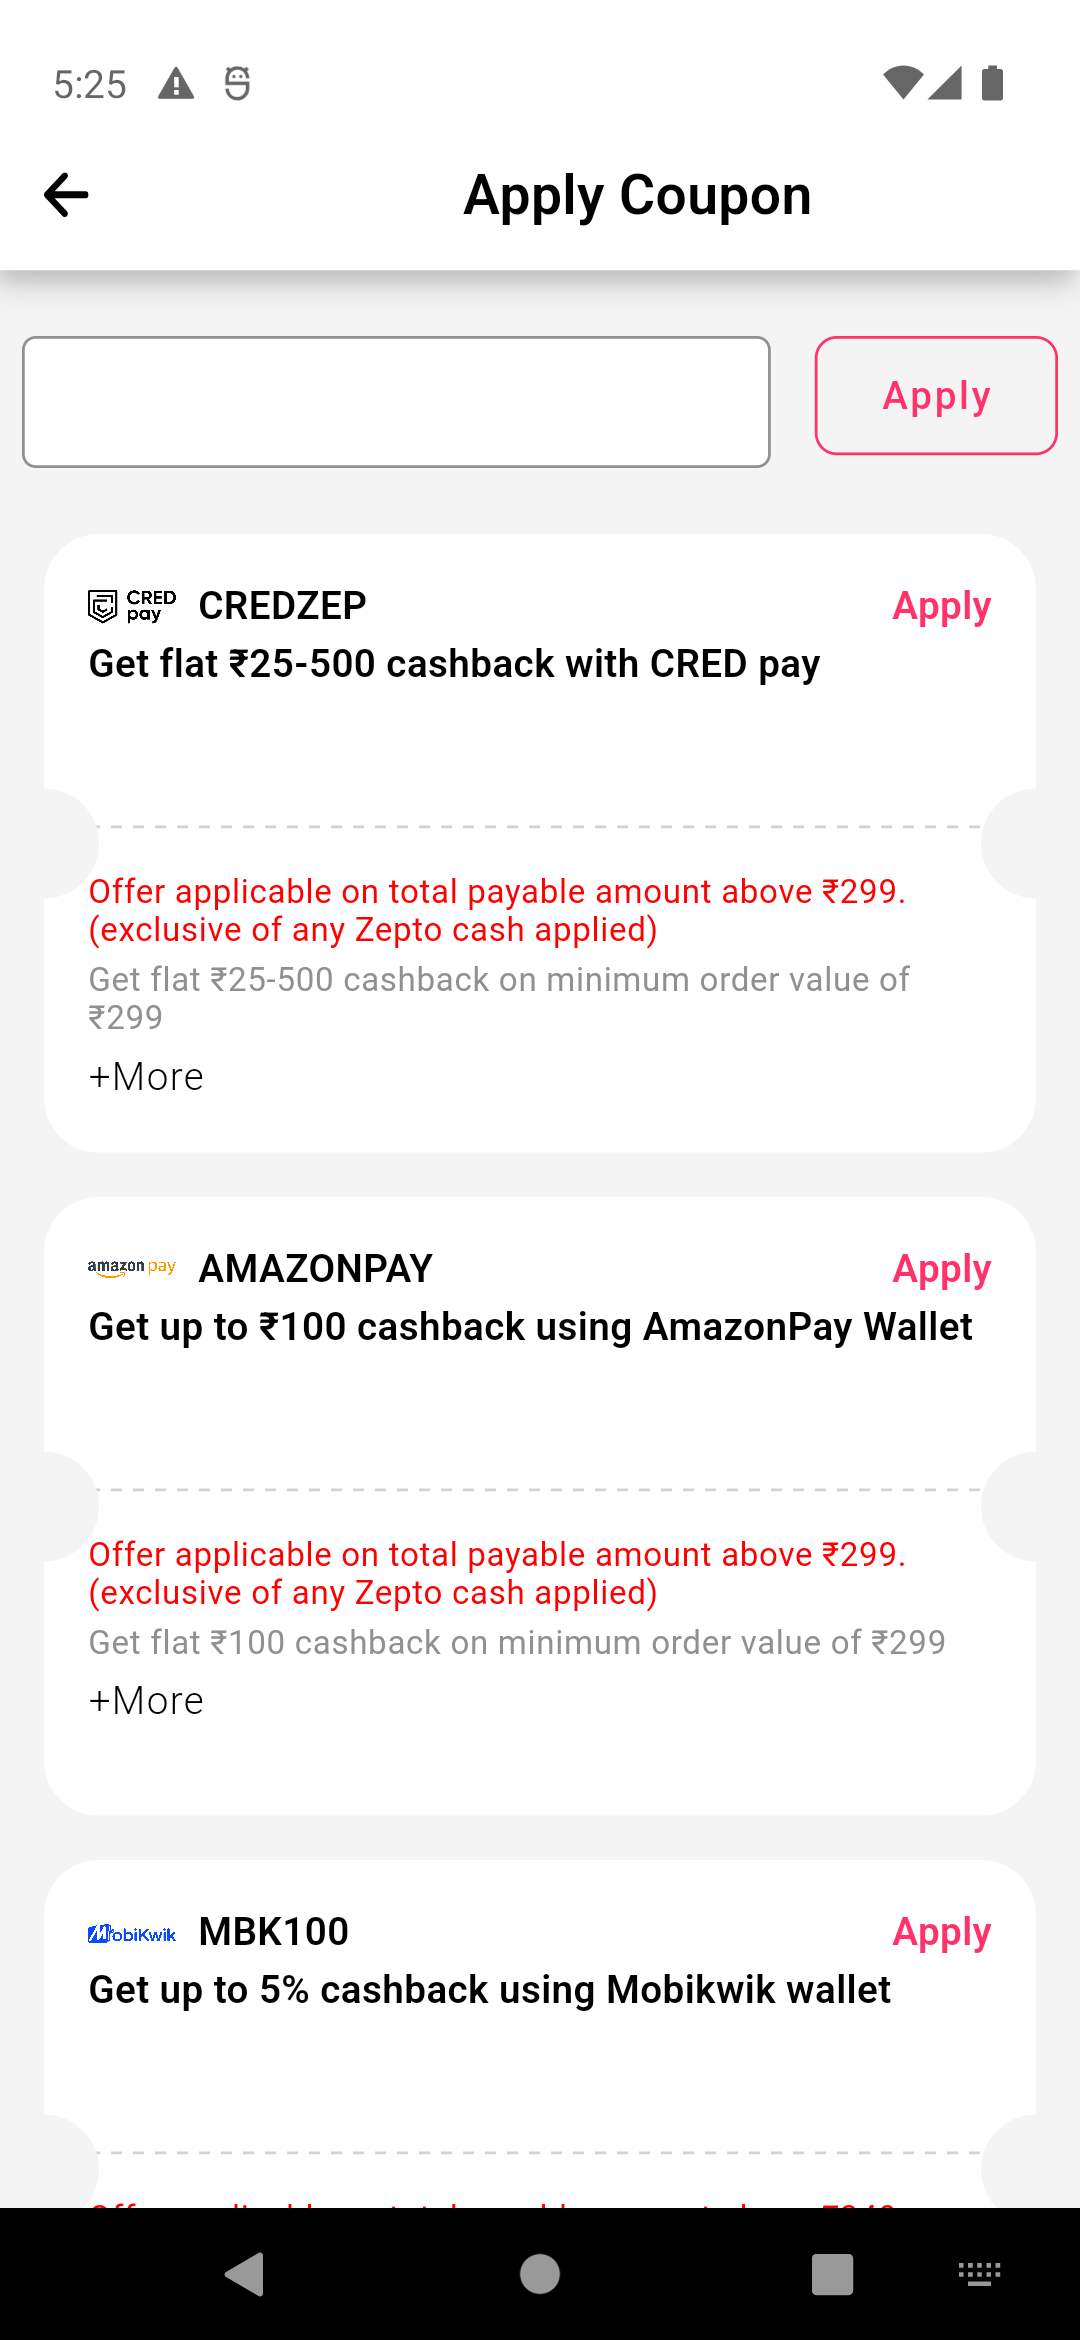 5:25
Apply Coupon
Apply
CRED pay CREDZEP Apply
Get flat ₹25-500 cashback with CRED pay
Offer applicable on total payable amount above ₹299.
(exclusive of any Zepto cash applied)
Get flat ₹25-500 cashback on minimum order value of
₹299
+More
amazon pay AMAZONPAY Apply
Get up to ₹100 cashback using AmazonPay Wallet
Offer applicable on total payable amount above ₹299.
(exclusive of any Zepto cash applied)
Get flat ₹100 cashback on minimum order value of ₹299
+More
MobiKwik MBK100 Apply
Get up to 5% cashback using Mobikwik wallet